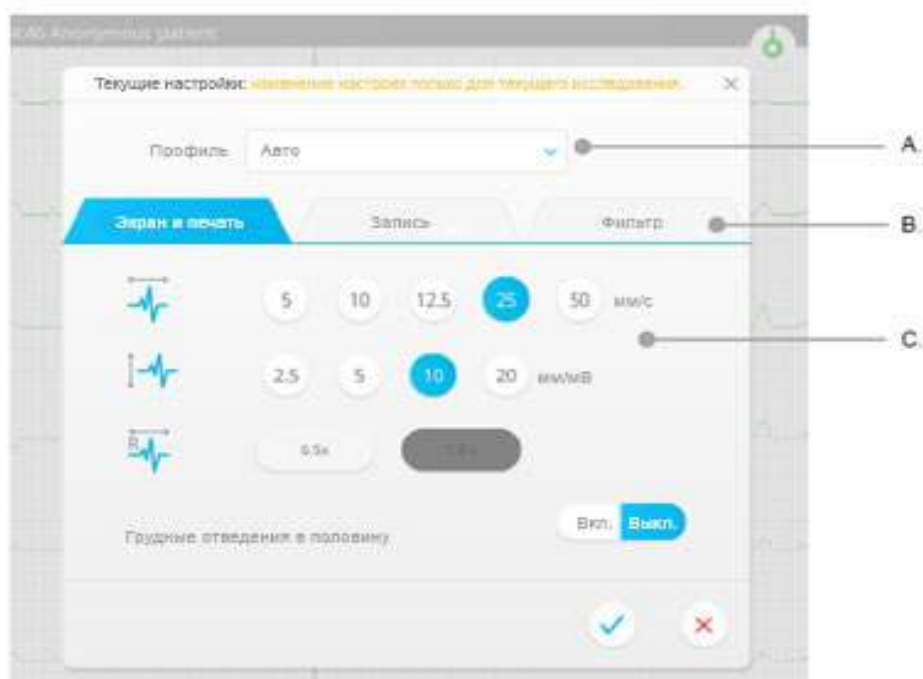 Anonymous patient
Текущие настройки: изменение настроек только для текущего исследования. ×
Профиль Авто
A.
Экран и печать Запись Фильтр
B.
5 10 12.5 25 50 мм/с
C.
2.5 5 10 20 мм/мВ
R
0.5x
Грудные отведения в половину Вкл. Выкл.